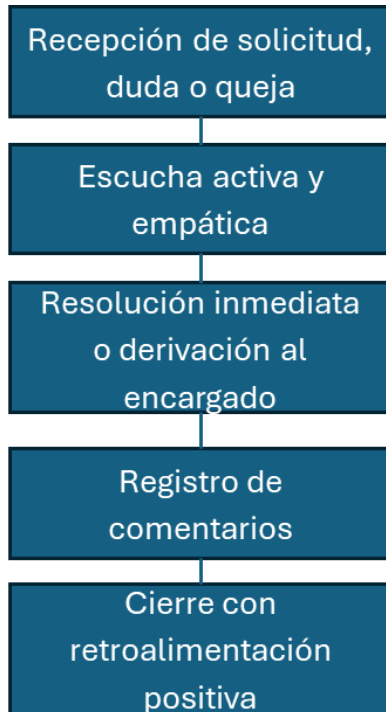 Recepción de solicitud,
duda o queja
Escucha activa y
empática
Resolución inmediata
o derivación al
encargado
Registro de
comentarios
Cierre con
retroalimentación
positiva